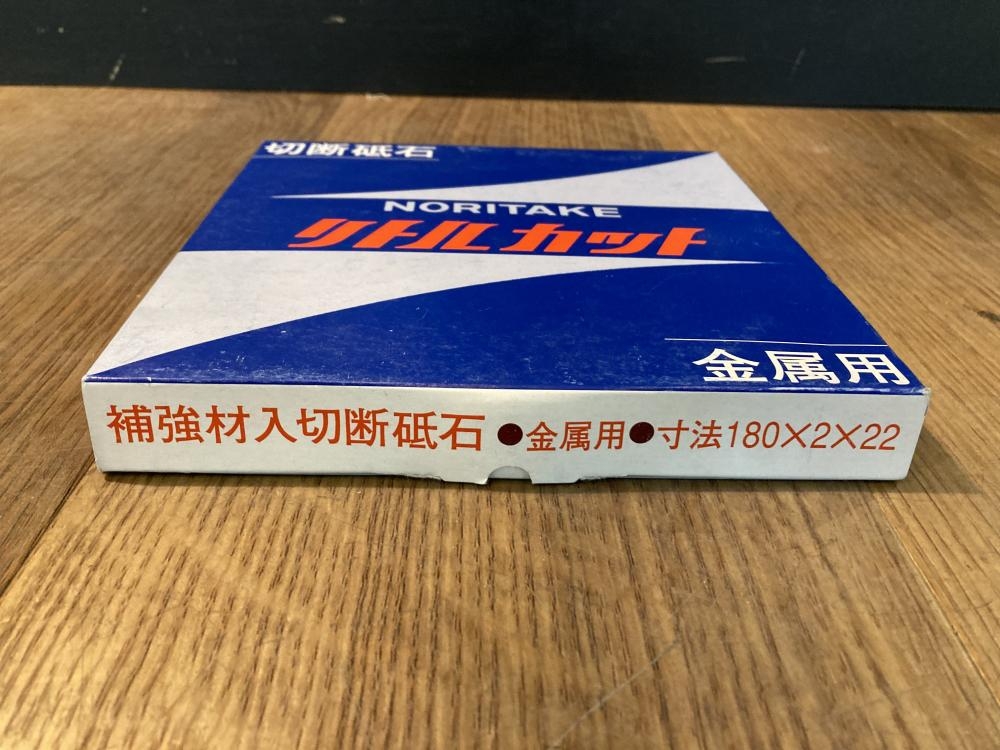 切断砥石
NORITAKE
リトルカット
金属用
補強材入切断砥石 ●金属用●寸法180×2×22